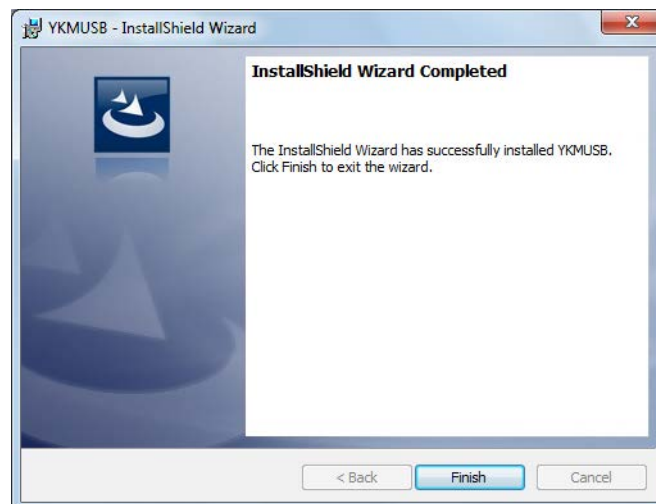 YKMUSB - InstallShield Wizard
InstallShield Wizard Completed
The InstallShield Wizard has successfully installed YKMUSB.
Click Finish to exit the wizard.
< Back
Finish
Cancel